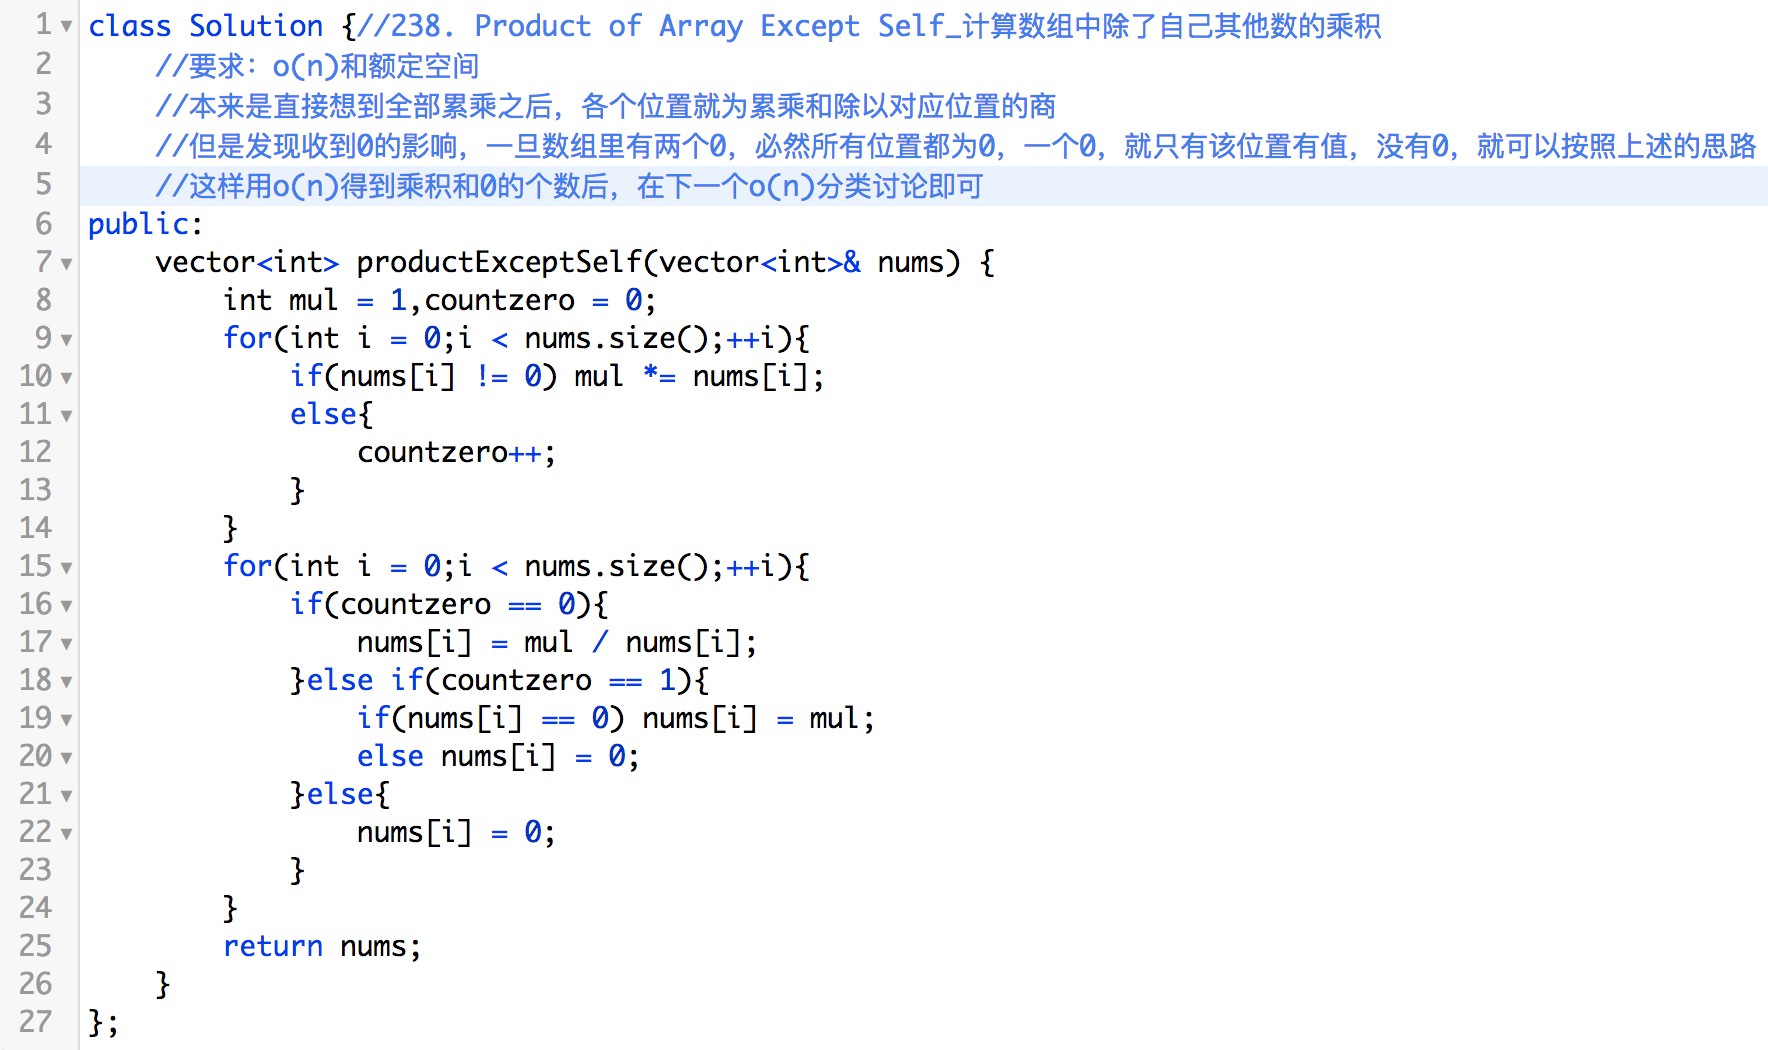 1 class Solution {//238. Product of Array Except Self_计算数组中除了自己其他数的乘积
2     //要求：o(n)和额定空间
3     //本来是直接想到全部累乘之后，各个位置就为累乘和除以对应位置的商
4     //但是发现收到0的影响，一旦数组里有两个0，必然所有位置都为0，一个0，就只有该位置有值，没有0，就可以按照上述的思路
5     //这样用o(n)得到乘积和0的个数后，在下一个o(n)分类讨论即可
6 public:
7     vector<int> productExceptSelf(vector<int>& nums) {
8         int mul = 1,countzero = 0;
9         for(int i = 0;i < nums.size();++i){
10             if(nums[i] != 0) mul *= nums[i];
11             else{
12                 countzero++;
13             }
14         }
15         for(int i = 0;i < nums.size();++i){
16             if(countzero == 0){
17                 nums[i] = mul / nums[i];
18             }else if(countzero == 1){
19                 if(nums[i] == 0) nums[i] = mul;
20                 else nums[i] = 0;
21             }else{
22                 nums[i] = 0;
23             }
24         }
25         return nums;
26     }
27 };